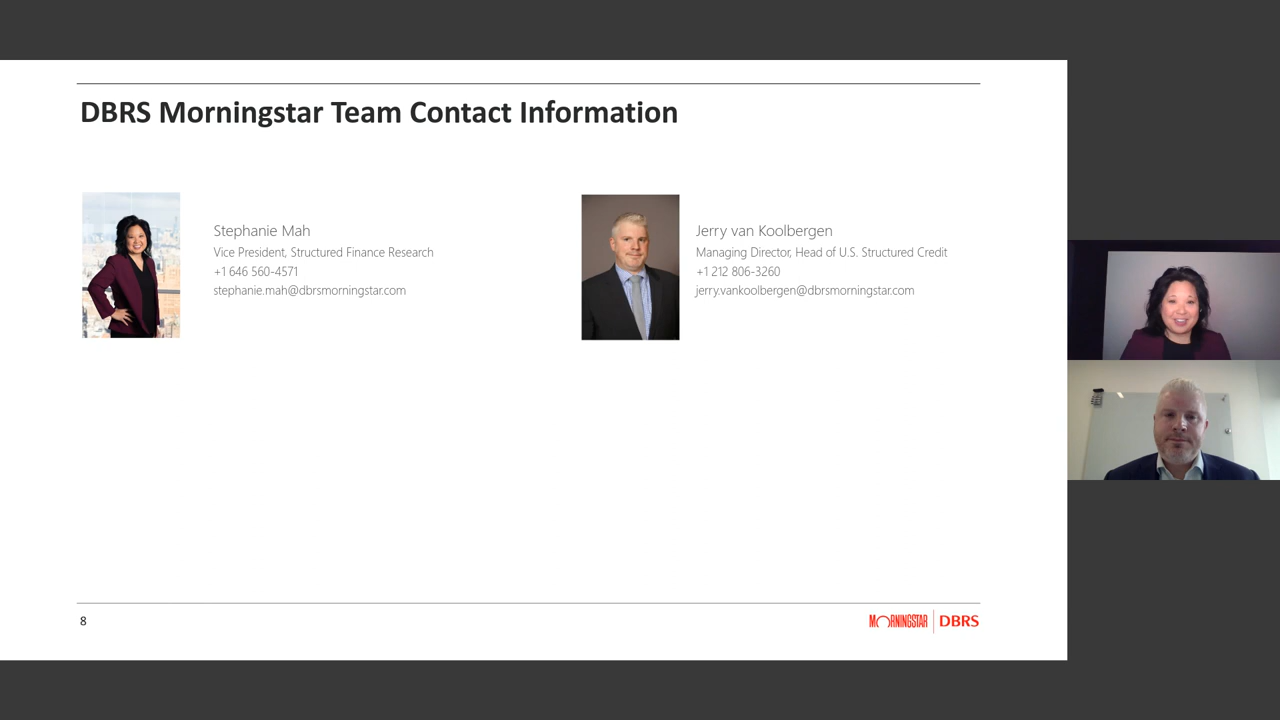 DBRS Morningstar Team Contact Information
Stephanie Mah
Vice President, Structured Finance Research
+1 646 560-4571
stephanie.mah@dbrsmorningstar.com
Jerry van Koolbergen
Managing Director, Head of U.S. Structured Credit
+1 212 806-3260
jerry.vankoolbergen@dbrsmorningstar.com
8
MORNINGSTAR | DBRS